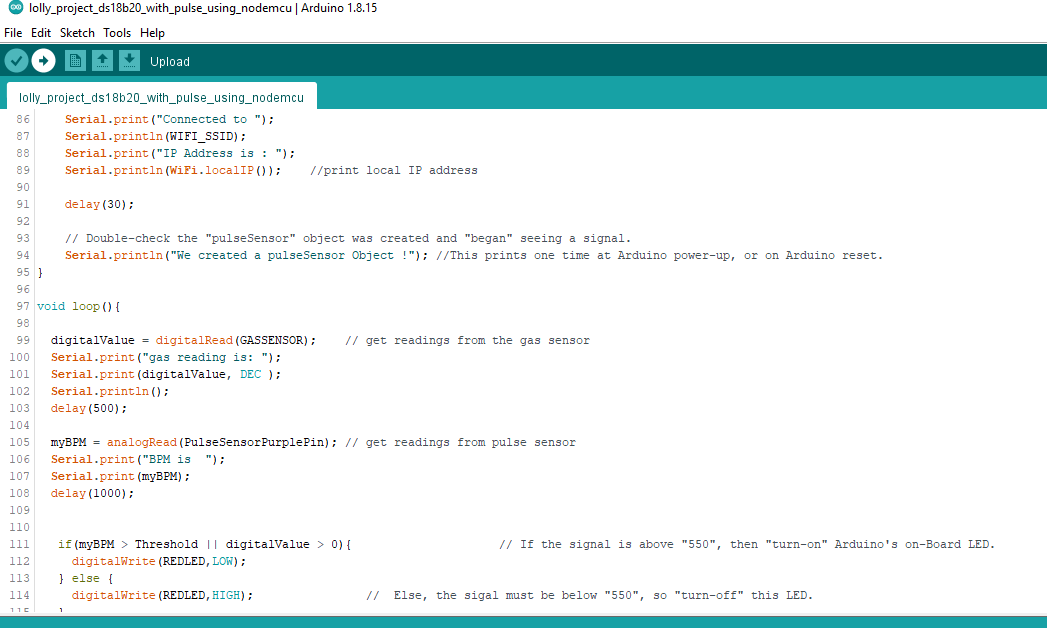 lolly_project_ds18b20_with_pulse_using_nodemcu | Arduino 1.8.15
File Edit Sketch Tools Help
Upload
lolly_project_ds18b20_with_pulse_using_nodemcu
86 Serial.print("Connected to ");
87 Serial.println(WIFI_SSID);
88 Serial.print("IP Address is : ");
89 Serial.println(WiFi.localIP()); //print local IP address
90
91 delay(30);
92
93 // Double-check the "pulseSensor" object was created and "began" seeing a signal.
94 Serial.println("We created a pulseSensor Object !"); //This prints one time at Arduino power-up, or on Arduino reset.
95 }
96
97 void loop(){
98
99 digitalValue = digitalRead(GASSENSOR); // get readings from the gas sensor
100 Serial.print("gas reading is: ");
101 Serial.print(digitalValue, DEC );
102 Serial.println();
103 delay(500);
104
105 myBPM = analogRead(PulseSensorPurplePin); // get readings from pulse sensor
106 Serial.print("BPM is  ");
107 Serial.print(myBPM);
108 delay(1000);
109
110
111 if(myBPM > Threshold || digitalValue > 0){ // If the signal is above "550", then "turn-on" Arduino's on-Board LED.
112 digitalWrite(REDLED,LOW);
113 } else {
114 digitalWrite(REDLED,HIGH); //  Else, the sigal must be below "550", so "turn-off" this LED.
115 }